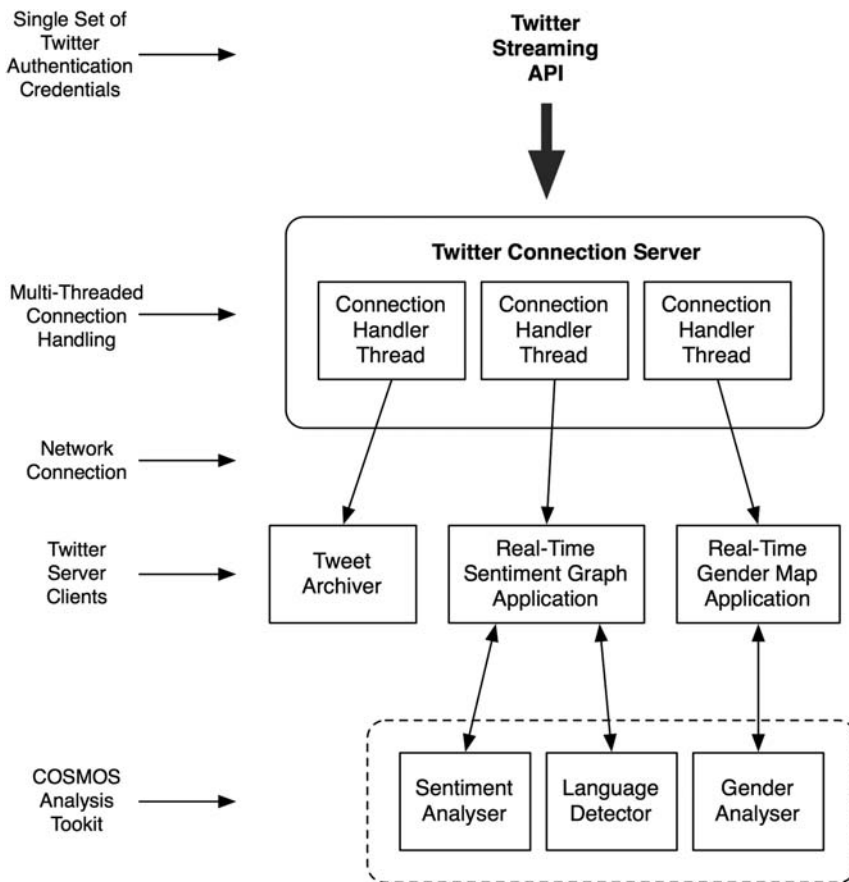 Single Set of
Twitter
Authentication
Credentials
Twitter
Streaming
API
Twitter Connection Server
Multi-Threaded
Connection
Handling
Connection
Handler
Thread
Connection
Handler
Thread
Connection
Handler
Thread
Network
Connection
Twitter
Server
Clients
Tweet
Archiver
Real-Time
Sentiment Graph
Application
Real-Time
Gender Map
Application
COSMOS
Analysis
Tookit
Sentiment
Analyser
Language
Detector
Gender
Analyser